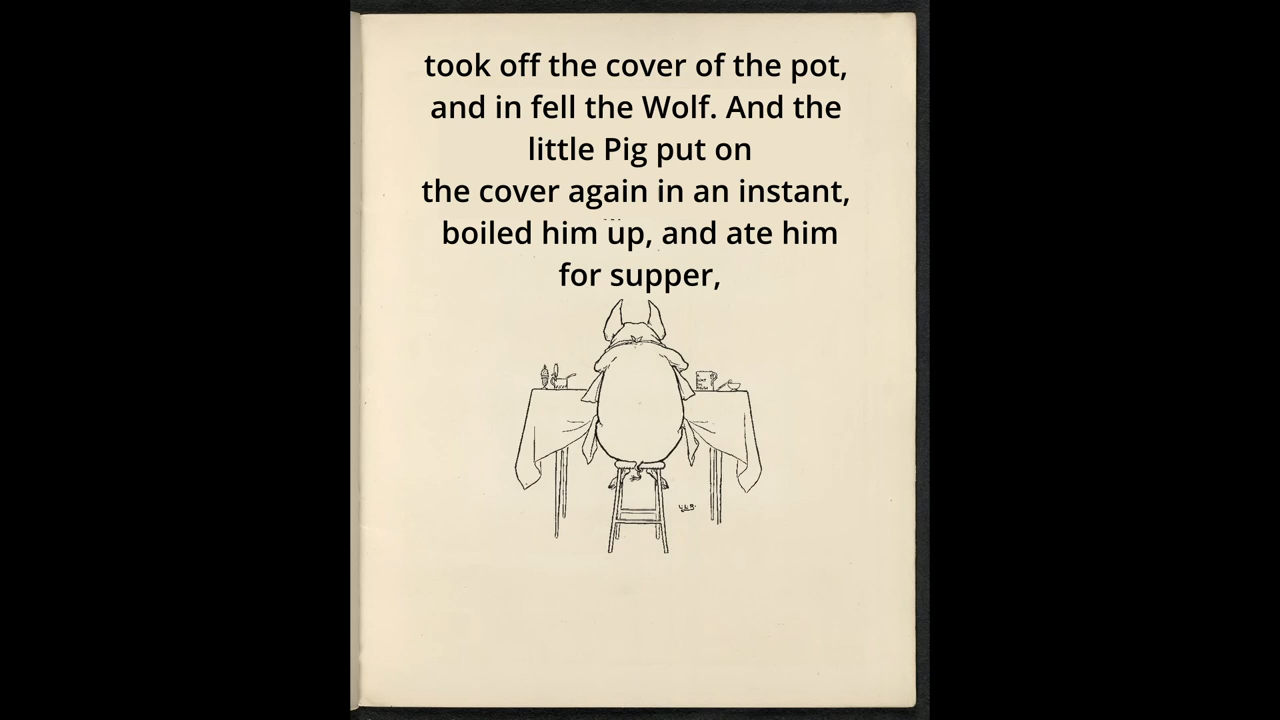 took off the cover of the pot,
and in fell the Wolf. And the
little Pig put on
the cover again in an instant,
boiled him up, and ate him
for supper,